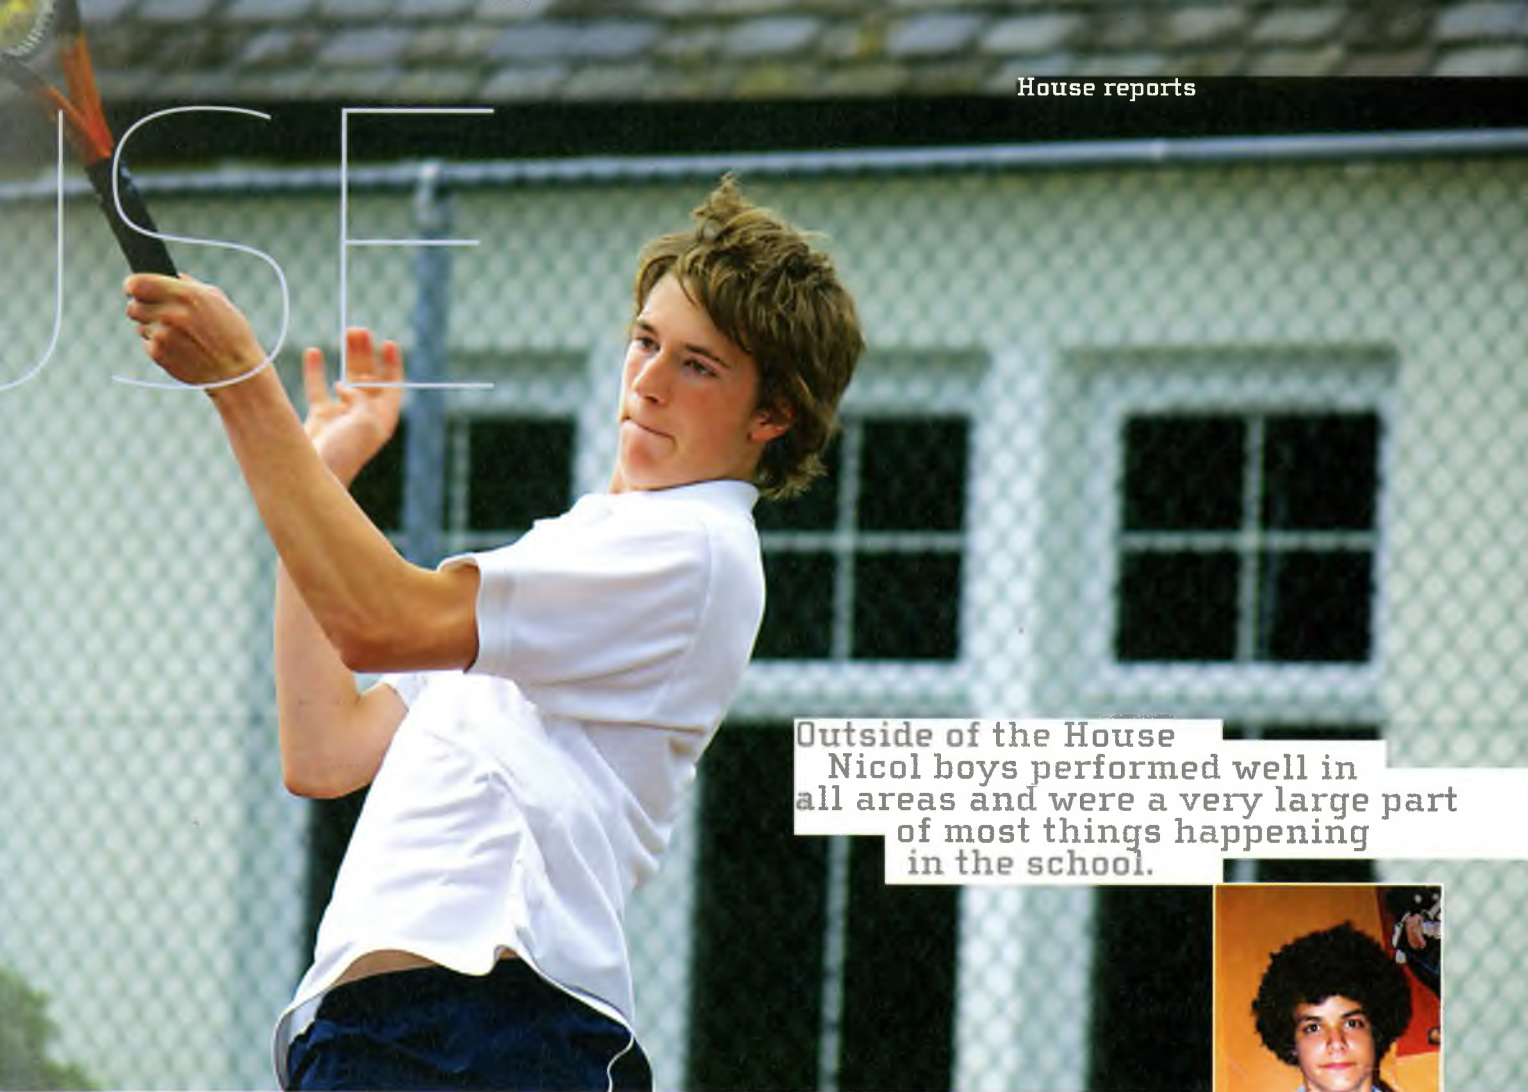 House reports
USE
Outside of the House
Nicol boys performed well in
all areas and were a very large part
of most things happening
in the school.